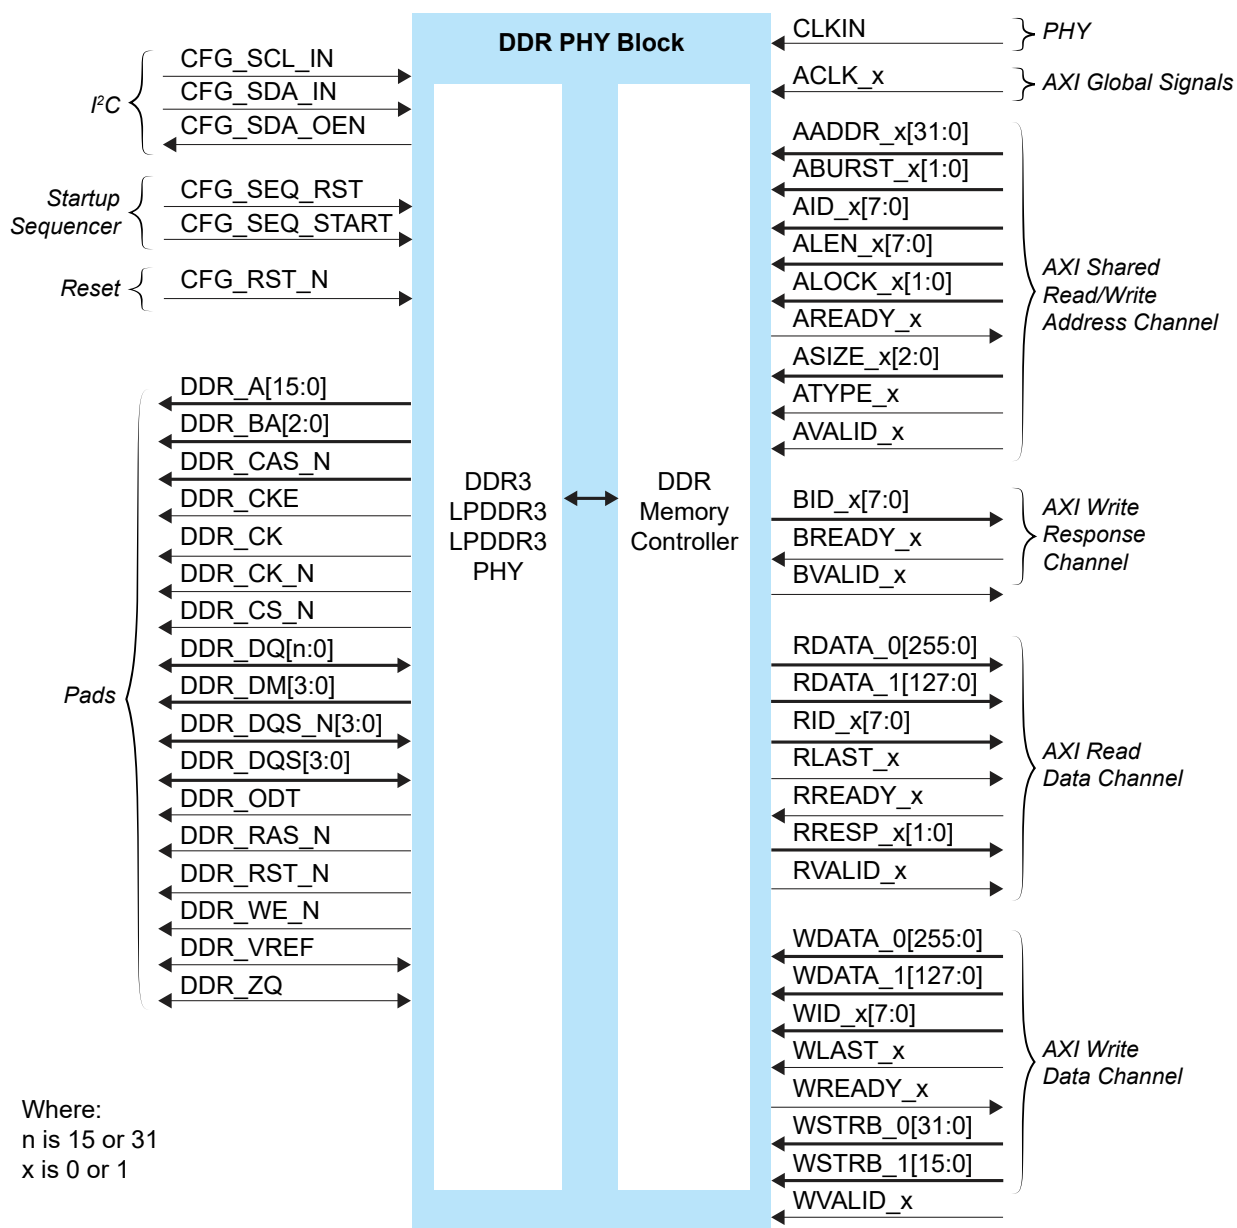 DDR PHY Block
I²C
CFG_SCL_IN
CFG_SDA_IN
CFG_SDA_OEN
Startup
Sequencer
CFG_SEQ_RST
CFG_SEQ_START
Reset
CFG_RST_N
Pads
DDR_A[15:0]
DDR_BA[2:0]
DDR_CAS_N
DDR_CKE
DDR_CK
DDR_CK_N
DDR_CS_N
DDR_DQ[n:0]
DDR_DM[3:0]
DDR_DQS_N[3:0]
DDR_DQS[3:0]
DDR_ODT
DDR_RAS_N
DDR_RST_N
DDR_WE_N
DDR_VREF
DDR_ZQ
Where:
n is 15 or 31
x is 0 or 1
DDR3
LPDDR3
LPDDR3
PHY
DDR
Memory
Controller
CLKIN
PHY
ACLK_x
AXI Global Signals
AADDR_x[31:0]
ABURST_x[1:0]
AID_x[7:0]
ALEN_x[7:0]
ALOCK_x[1:0]
AREADY_x
ASIZE_x[2:0]
ATYPE_x
AVALID_x
AXI Shared
Read/Write
Address Channel
BID_x[7:0]
BREADY_x
BVALID_x
AXI Write
Response
Channel
RDATA_0[255:0]
RDATA_1[127:0]
RID_x[7:0]
RLAST_x
RREADY_x
RRESP_x[1:0]
RVALID_x
AXI Read
Data Channel
WDATA_0[255:0]
WDATA_1[127:0]
WID_x[7:0]
WLAST_x
WREADY_x
WSTRB_0[31:0]
WSTRB_1[15:0]
WVALID_x
AXI Write
Data Channel